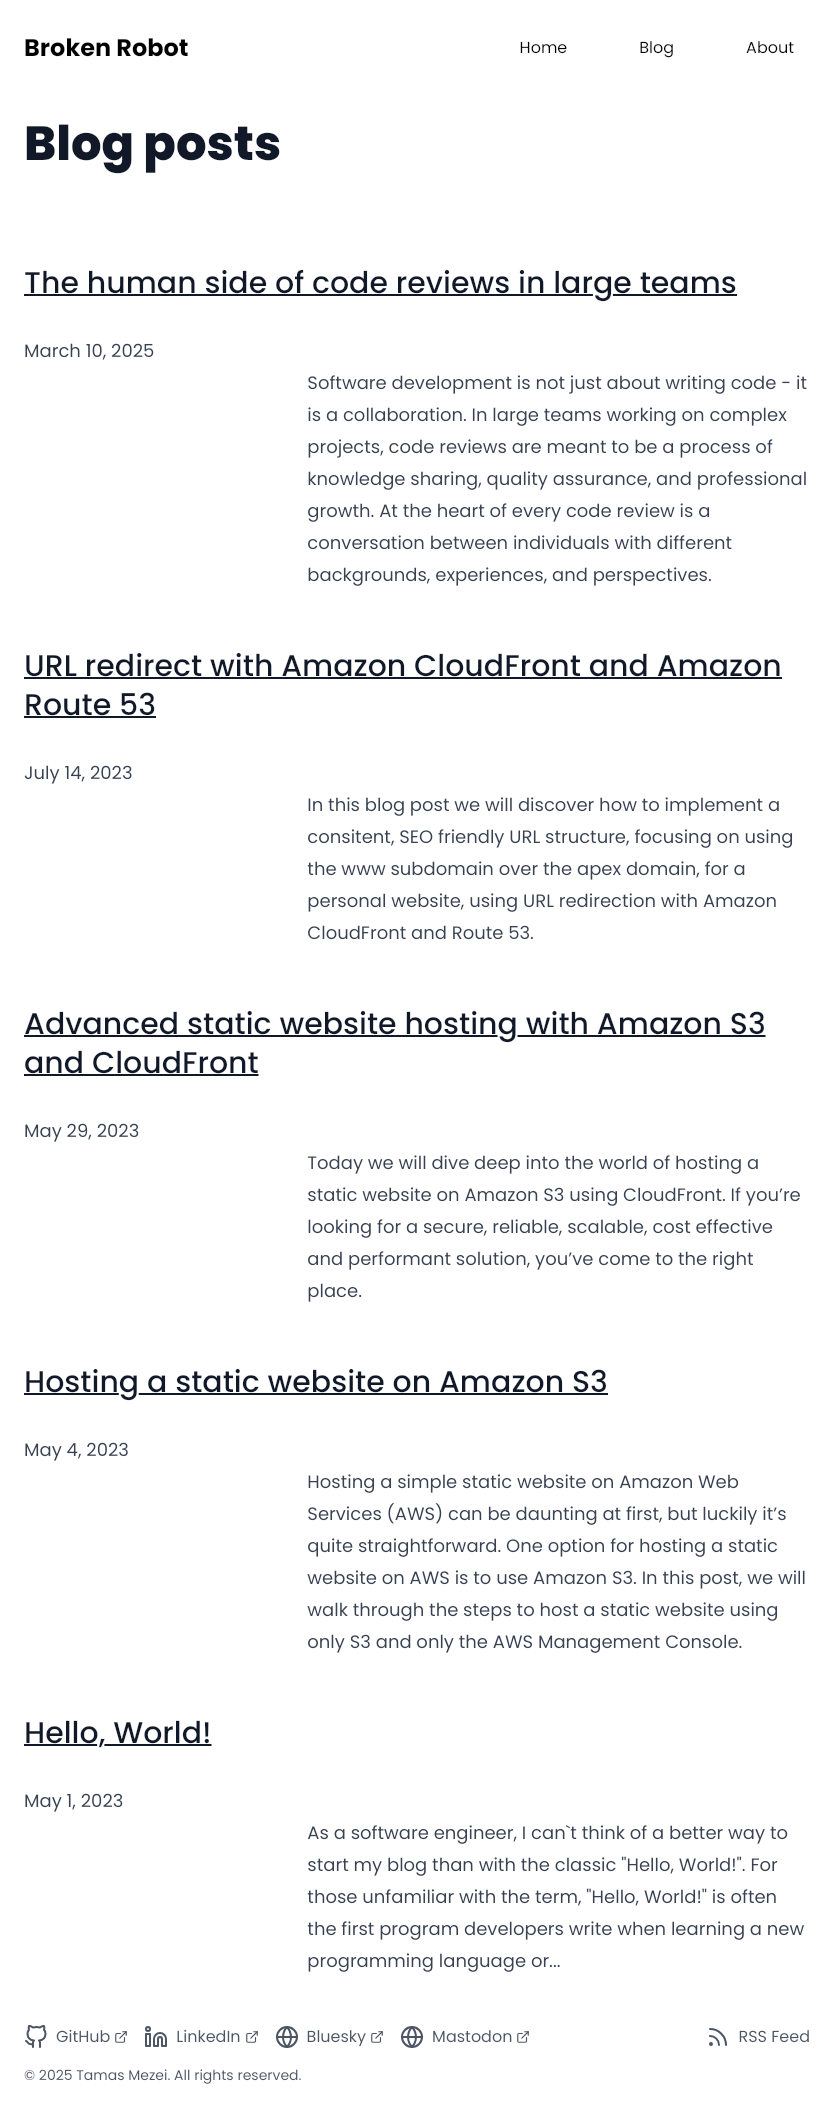 Broken Robot
Home Blog About
Blog posts
The human side of code reviews in large teams
March 10, 2025
Software development is not just about writing code - it
is a collaboration. In large teams working on complex
projects, code reviews are meant to be a process of
knowledge sharing, quality assurance, and professional
growth. At the heart of every code review is a
conversation between individuals with different
backgrounds, experiences, and perspectives.
URL redirect with Amazon CloudFront and Amazon
Route 53
July 14, 2023
In this blog post we will discover how to implement a
consitent, SEO friendly URL structure, focusing on using
the www subdomain over the apex domain, for a
personal website, using URL redirection with Amazon
CloudFront and Route 53.
Advanced static website hosting with Amazon S3
and CloudFront
May 29, 2023
Today we will dive deep into the world of hosting a
static website on Amazon S3 using CloudFront. If you’re
looking for a secure, reliable, scalable, cost effective
and performant solution, you’ve come to the right
place.
Hosting a static website on Amazon S3
May 4, 2023
Hosting a simple static website on Amazon Web
Services (AWS) can be daunting at first, but luckily it’s
quite straightforward. One option for hosting a static
website on AWS is to use Amazon S3. In this post, we will
walk through the steps to host a static website using
only S3 and only the AWS Management Console.
Hello, World!
May 1, 2023
As a software engineer, I can`t think of a better way to
start my blog than with the classic "Hello, World!". For
those unfamiliar with the term, "Hello, World!" is often
the first program developers write when learning a new
programming language or...
GitHub LinkedIn Bluesky Mastodon RSS Feed
© 2025 Tamas Mezei. All rights reserved.